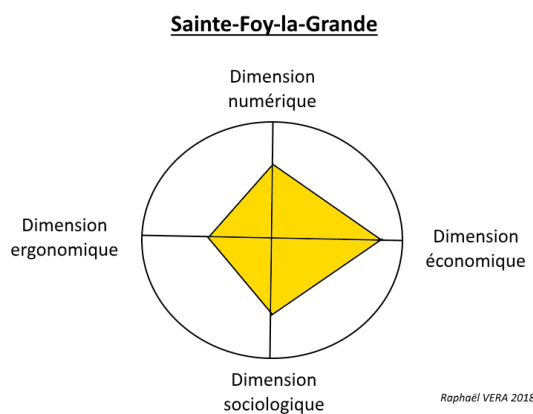 Sainte-Foy-la-Grande
Dimension
numérique
Dimension
ergonomique
Dimension
économique
Dimension
sociologique
Raphaël VERA 2018